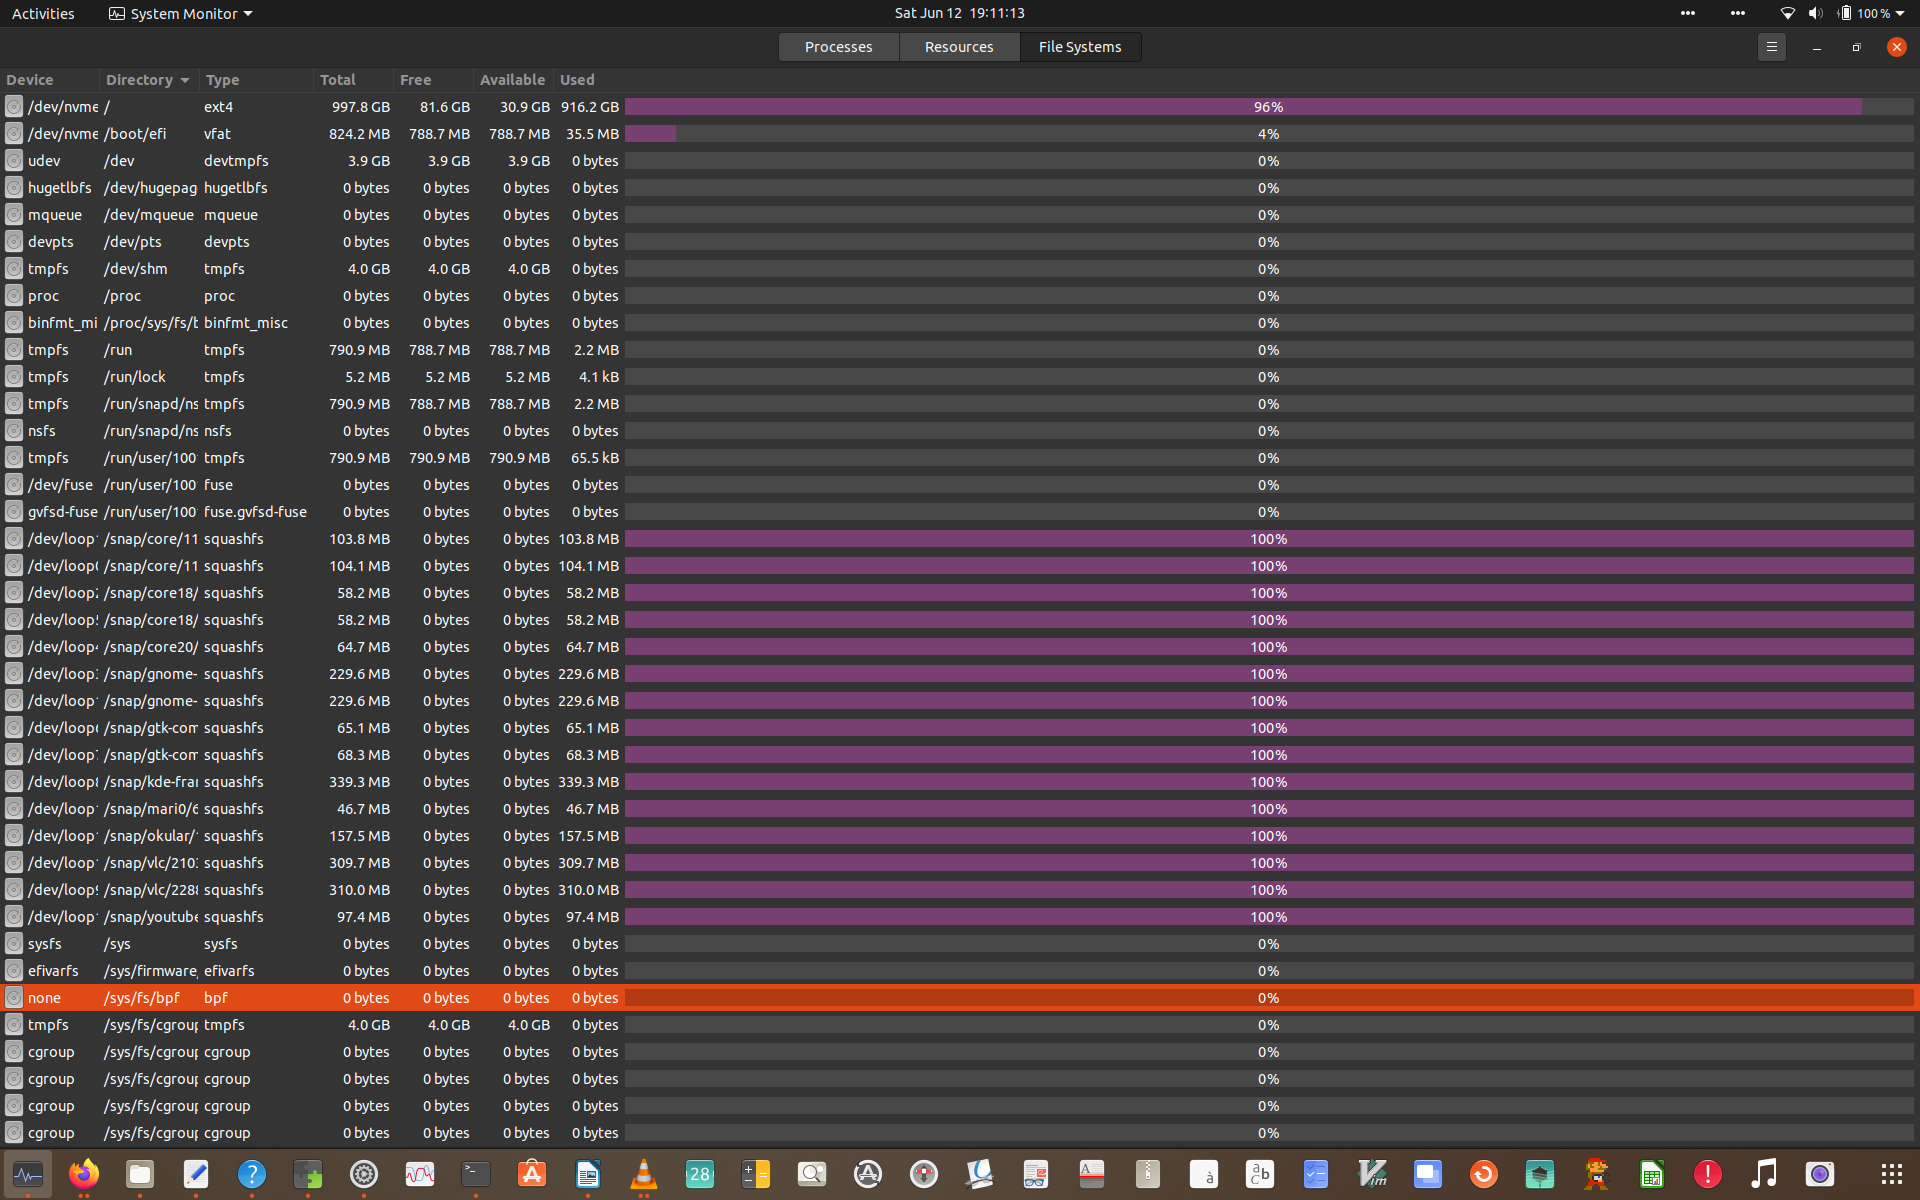 Activities System Monitor Sat Jun 12 19:11:13 100 %
Processes Resources File Systems
Device Directory Type Total Free Available Used
/dev/nvme / ext4 997.8 GB 81.6 GB 30.9 GB 916.2 GB 96%
/dev/nvme /boot/efi vfat 824.2 MB 788.7 MB 788.7 MB 35.5 MB 4%
udev /dev devtmpfs 3.9 GB 3.9 GB 3.9 GB 0 bytes 0%
hugetlbfs /dev/hugepag hugetlbfs 0 bytes 0 bytes 0 bytes 0 bytes 0%
mqueue /dev/mqueue mqueue 0 bytes 0 bytes 0 bytes 0 bytes 0%
devpts /dev/pts devpts 0 bytes 0 bytes 0 bytes 0 bytes 0%
tmpfs /dev/shm tmpfs 4.0 GB 4.0 GB 4.0 GB 0 bytes 0%
proc /proc proc 0 bytes 0 bytes 0 bytes 0 bytes 0%
binfmt_mi /proc/sys/fs/b binfmt_misc 0 bytes 0 bytes 0 bytes 0 bytes 0%
tmpfs /run tmpfs 790.9 MB 788.7 MB 788.7 MB 2.2 MB 0%
tmpfs /run/lock tmpfs 5.2 MB 5.2 MB 5.2 MB 4.1 kB 0%
tmpfs /run/snapd/ns tmpfs 790.9 MB 788.7 MB 788.7 MB 2.2 MB 0%
nsfs /run/snapd/ns nsfs 0 bytes 0 bytes 0 bytes 0 bytes 0%
tmpfs /run/user/100 tmpfs 790.9 MB 790.9 MB 790.9 MB 65.5 kB 0%
/dev/fuse /run/user/100 fuse 0 bytes 0 bytes 0 bytes 0 bytes 0%
gvfsd-fuse /run/user/100 fuse.gvfsd-fuse 0 bytes 0 bytes 0 bytes 0 bytes 0%
/dev/loop1 /snap/core/11 squashfs 103.8 MB 0 bytes 0 bytes 103.8 MB 100%
/dev/loop0 /snap/core/11 squashfs 104.1 MB 0 bytes 0 bytes 104.1 MB 100%
/dev/loop2 /snap/core18/ squashfs 58.2 MB 0 bytes 0 bytes 58.2 MB 100%
/dev/loop5 /snap/core18/ squashfs 58.2 MB 0 bytes 0 bytes 58.2 MB 100%
/dev/loop4 /snap/core20/ squashfs 64.7 MB 0 bytes 0 bytes 64.7 MB 100%
/dev/loop3 /snap/gnome- squashfs 229.6 MB 0 bytes 0 bytes 229.6 MB 100%
/dev/loop1 /snap/gnome- squashfs 229.6 MB 0 bytes 0 bytes 229.6 MB 100%
/dev/loop6 /snap/gtk-com squashfs 65.1 MB 0 bytes 0 bytes 65.1 MB 100%
/dev/loop7 /snap/gtk-com squashfs 68.3 MB 0 bytes 0 bytes 68.3 MB 100%
/dev/loop8 /snap/kde-frar squashfs 339.3 MB 0 bytes 0 bytes 339.3 MB 100%
/dev/loop1 /snap/mari0/6 squashfs 46.7 MB 0 bytes 0 bytes 46.7 MB 100%
/dev/loop1 /snap/okular/ squashfs 157.5 MB 0 bytes 0 bytes 157.5 MB 100%
/dev/loop1 /snap/vlc/2103 squashfs 309.7 MB 0 bytes 0 bytes 309.7 MB 100%
/dev/loop9 /snap/vlc/2288 squashfs 310.0 MB 0 bytes 0 bytes 310.0 MB 100%
/dev/loop1 /snap/youtube squashfs 97.4 MB 0 bytes 0 bytes 97.4 MB 100%
sysfs /sys sysfs 0 bytes 0 bytes 0 bytes 0 bytes 0%
efivarfs /sys/firmware/ efivarfs 0 bytes 0 bytes 0 bytes 0 bytes 0%
none /sys/fs/bpf bpf 0 bytes 0 bytes 0 bytes 0 bytes 0%
tmpfs /sys/fs/cgroup tmpfs 4.0 GB 4.0 GB 4.0 GB 0 bytes 0%
cgroup /sys/fs/cgroup cgroup 0 bytes 0 bytes 0 bytes 0 bytes 0%
cgroup /sys/fs/cgroup cgroup 0 bytes 0 bytes 0 bytes 0 bytes 0%
cgroup /sys/fs/cgroup cgroup 0 bytes 0 bytes 0 bytes 0 bytes 0%
cgroup /sys/fs/cgroup cgroup 0 bytes 0 bytes 0 bytes 0 bytes 0%
28 à Vim